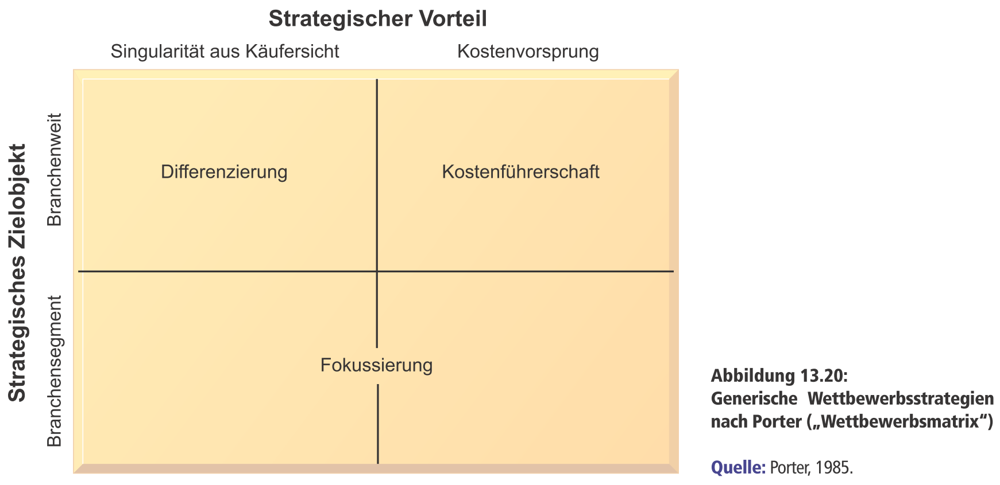 Strategischer Vorteil
Singularität aus Käufersicht
Kostenvorsprung
Strategisches Zielobjekt
Branchenweit
Differenzierung
Kostenführerschaft
Branchensegment
Fokussierung
Abbildung 13.20:
Generische Wettbewerbsstrategien
nach Porter („Wettbewerbsmatrix“)
Quelle: Porter, 1985.